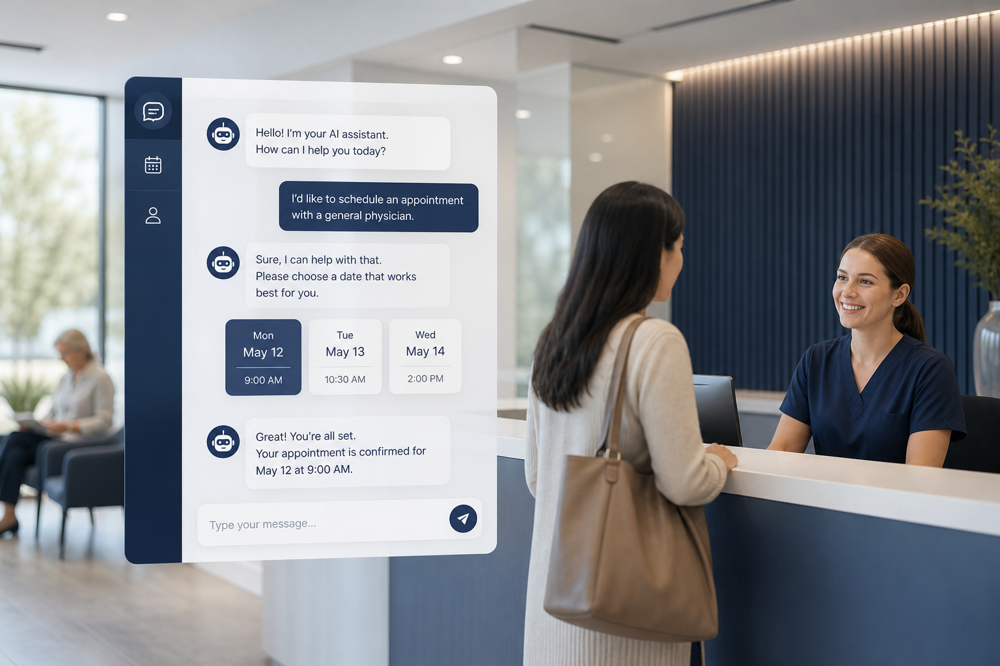 Hello! I'm your AI assistant.
How can I help you today?
I'd like to schedule an appointment
with a general physician.
Sure, I can help with that.
Please choose a date that works
best for you.
Mon
May 12
9:00 AM
Tue
May 13
10:30 AM
Wed
May 14
2:00 PM
Great! You're all set.
Your appointment is confirmed for
May 12 at 9:00 AM.
Type your message...